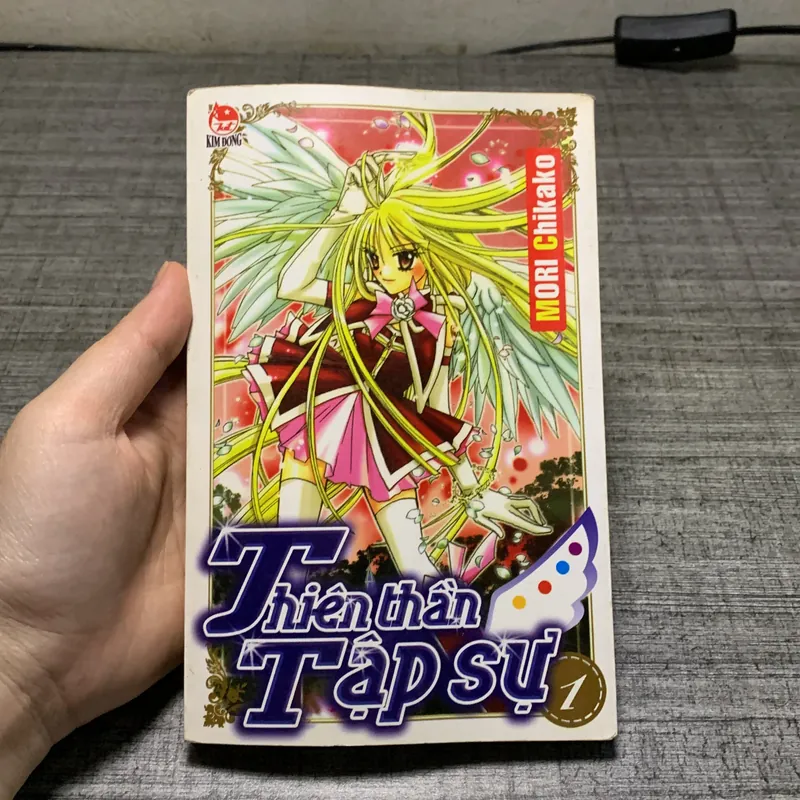 KIM ĐỒNG
MORI Chikako
Thiên thần
Tập sự
1